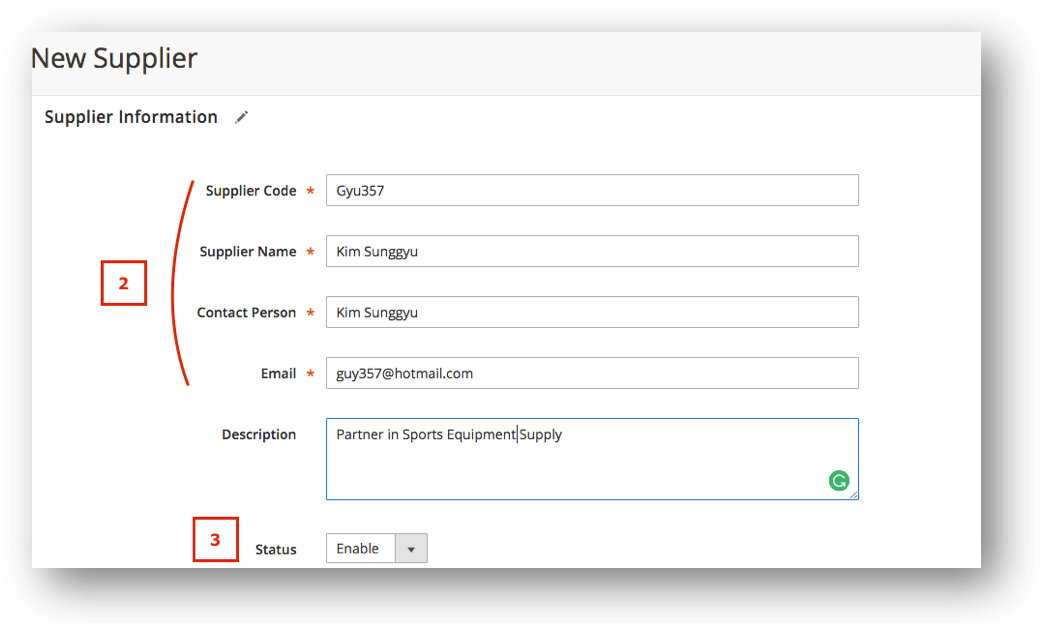 New Supplier
Supplier Information
Supplier Code * Gyu357
Supplier Name * Kim Sunggyu
2
Contact Person * Kim Sunggyu
Email * guy357@hotmail.com
Description Partner in Sports Equipment Supply
3 Status Enable